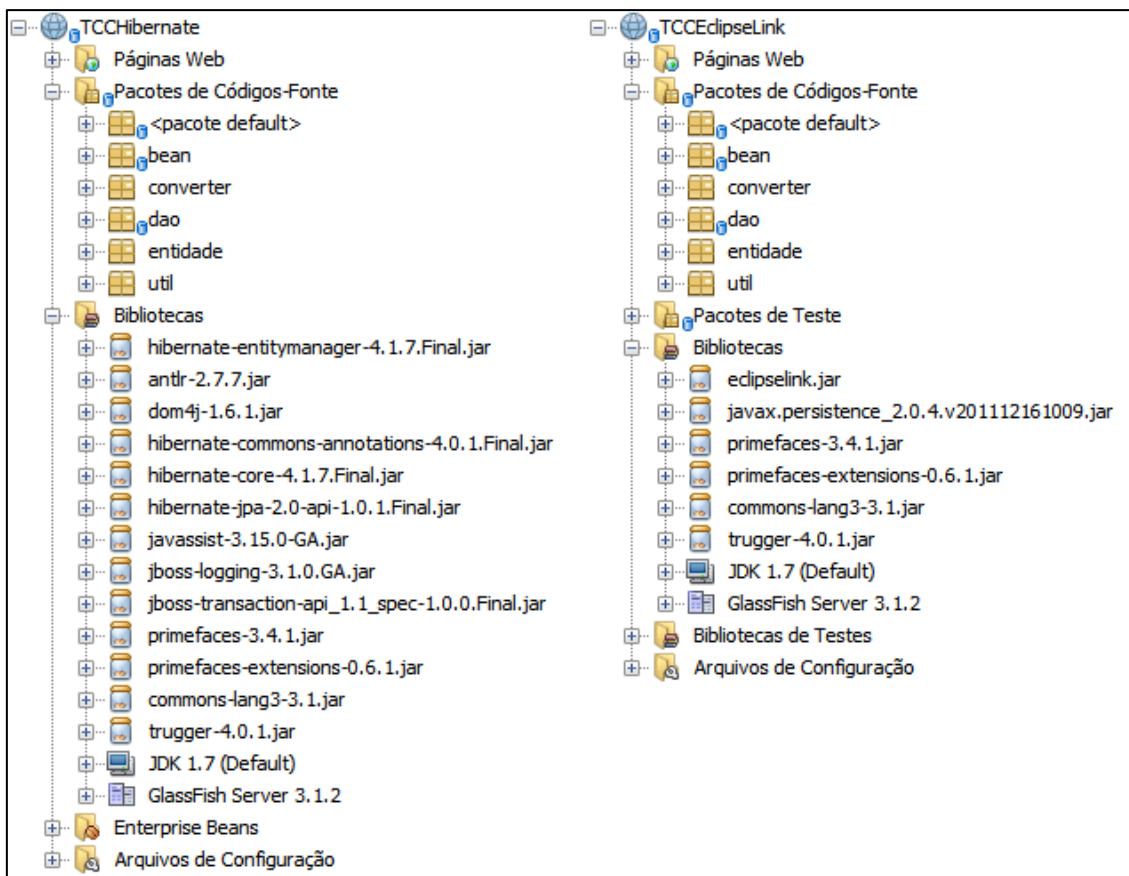 TCCHibernate
Páginas Web
Pacotes de Códigos-Fonte
<pacote default>
bean
converter
dao
entidade
util
Bibliotecas
hibernate-entitymanager-4.1.7.Final.jar
antlr-2.7.7.jar
dom4j-1.6.1.jar
hibernate-commons-annotations-4.0.1.Final.jar
hibernate-core-4.1.7.Final.jar
hibernate-jpa-2.0-api-1.0.1.Final.jar
javassist-3.15.0-GA.jar
jboss-logging-3.1.0.GA.jar
jboss-transaction-api_1.1_spec-1.0.0.Final.jar
primefaces-3.4.1.jar
primefaces-extensions-0.6.1.jar
commons-lang3-3.1.jar
trugger-4.0.1.jar
JDK 1.7 (Default)
GlassFish Server 3.1.2
Enterprise Beans
Arquivos de Configuração
TCCEclipseLink
Páginas Web
Pacotes de Códigos-Fonte
<pacote default>
bean
converter
dao
entidade
util
Pacotes de Teste
Bibliotecas
eclipselink.jar
javax.persistence_2.0.4.v201112161009.jar
primefaces-3.4.1.jar
primefaces-extensions-0.6.1.jar
commons-lang3-3.1.jar
trugger-4.0.1.jar
JDK 1.7 (Default)
GlassFish Server 3.1.2
Bibliotecas de Testes
Arquivos de Configuração